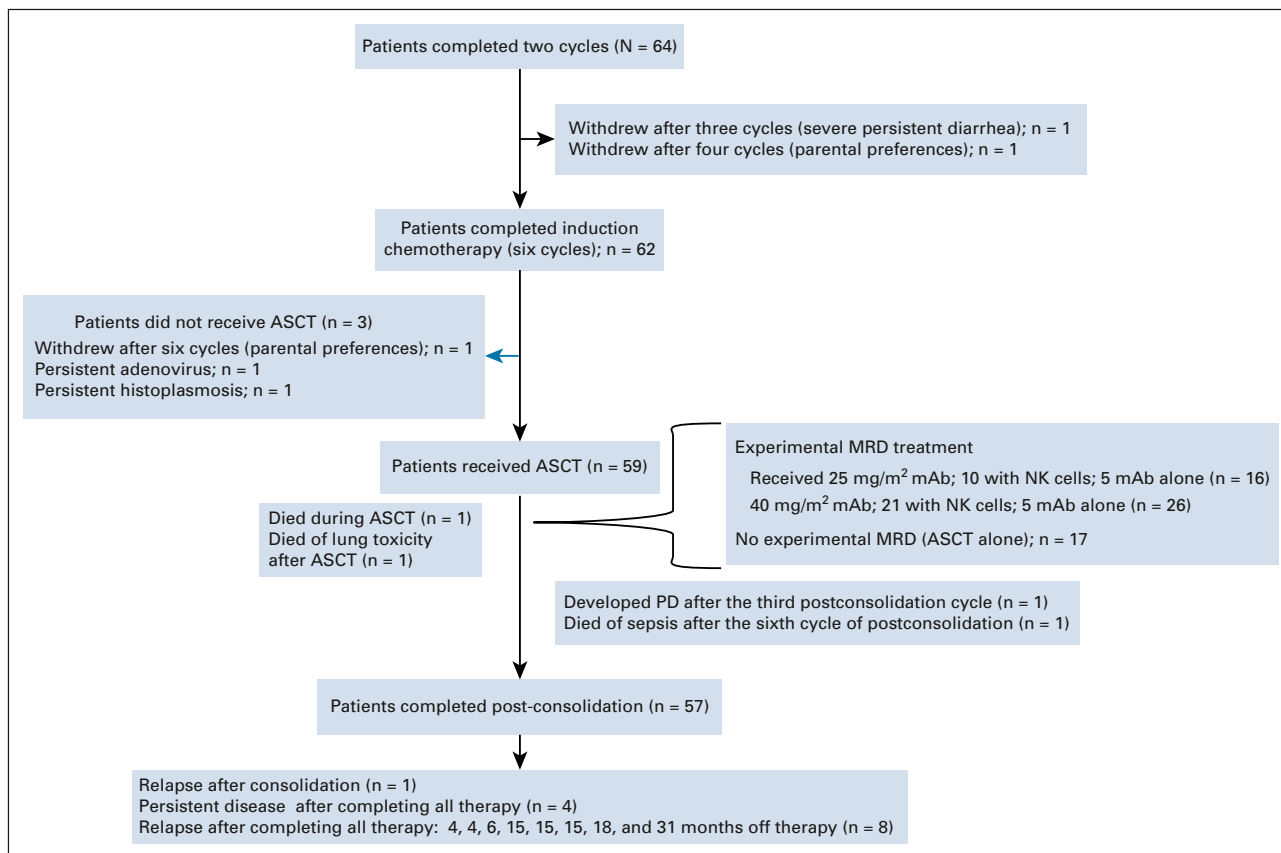 Patients completed two cycles (N = 64)
Withdrew after three cycles (severe persistent diarrhea); n = 1
Withdrew after four cycles (parental preferences); n = 1
Patients completed induction
chemotherapy (six cycles); n = 62
Patients did not receive ASCT (n = 3)
Withdrew after six cycles (parental preferences); n = 1
Persistent adenovirus; n = 1
Persistent histoplasmosis; n = 1
Patients received ASCT (n = 59)
Experimental MRD treatment
Received 25 mg/m² mAb; 10 with NK cells; 5 mAb alone (n = 16)
40 mg/m² mAb; 21 with NK cells; 5 mAb alone (n = 26)
No experimental MRD (ASCT alone); n = 17
Died during ASCT (n = 1)
Died of lung toxicity
after ASCT (n = 1)
Developed PD after the third postconsolidation cycle (n = 1)
Died of sepsis after the sixth cycle of postconsolidation (n = 1)
Patients completed post-consolidation (n = 57)
Relapse after consolidation (n = 1)
Persistent disease after completing all therapy (n = 4)
Relapse after completing all therapy: 4, 4, 6, 15, 15, 15, 18, and 31 months off therapy (n = 8)